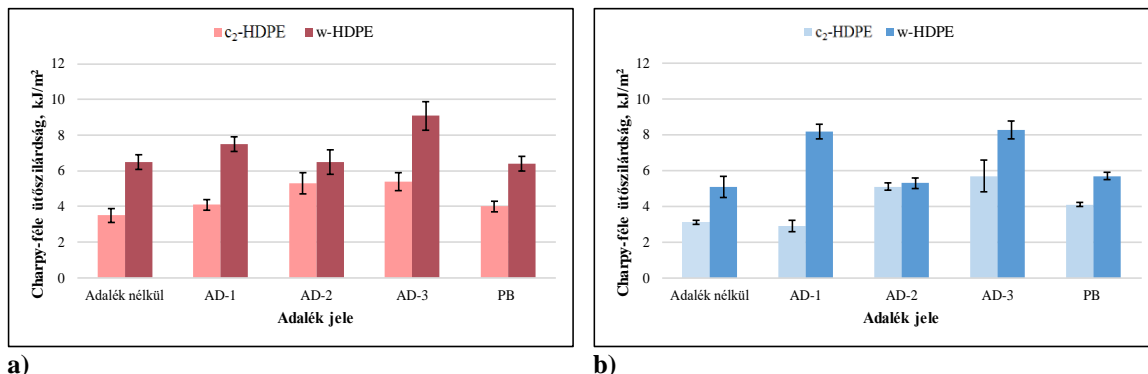 c₂-HDPE w-HDPE
Charpy-féle ütőszilárdság, kJ/m²
12
10
8
6
4
2
0
Adalék nélkül AD-1 AD-2 AD-3 PB
Adalék jele
a)
c₂-HDPE w-HDPE
Charpy-féle ütőszilárdság, kJ/m²
12
10
8
6
4
2
0
Adalék nélkül AD-1 AD-2 AD-3 PB
Adalék jele
b)